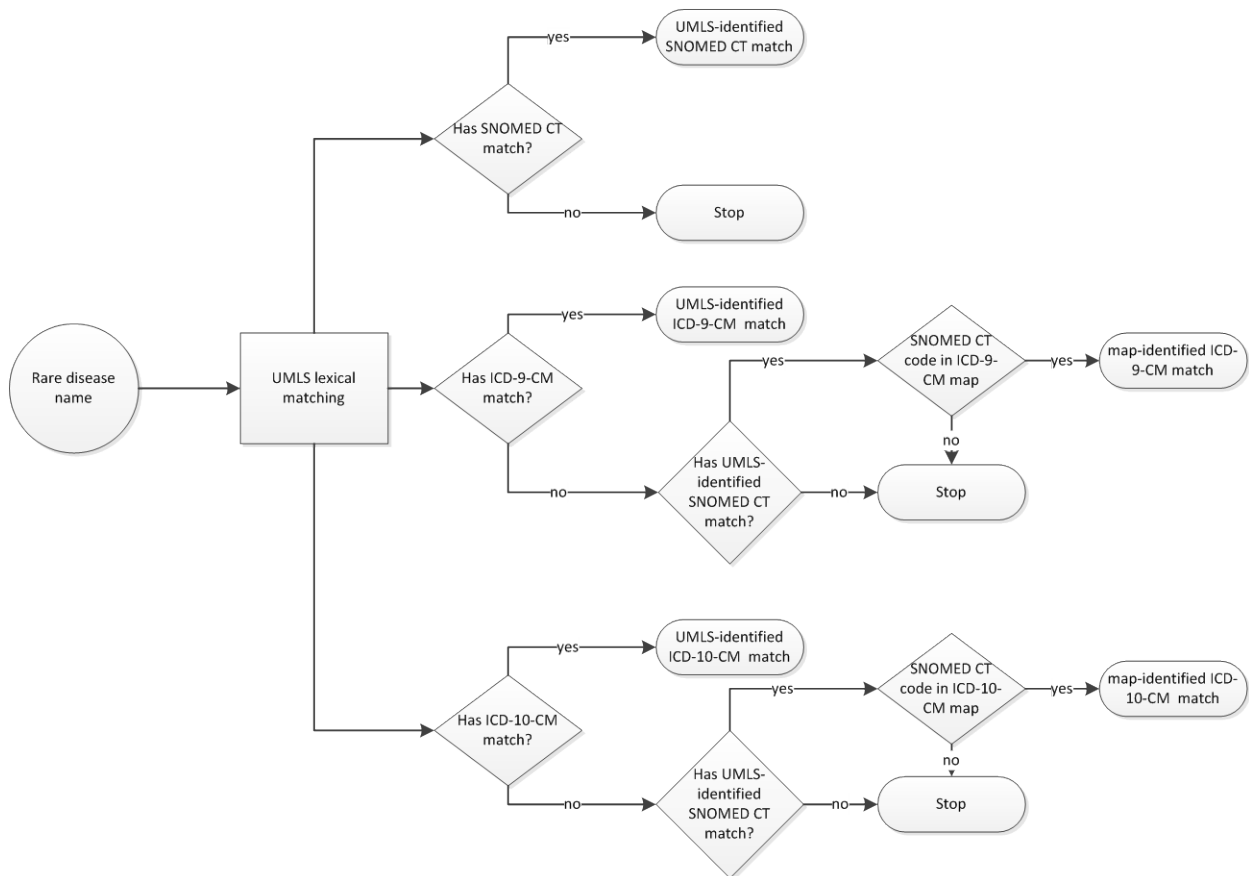 yes
UMLS-identified
SNOMED CT match
Has SNOMED CT
match?
no
Stop
Rare disease
name
UMLS lexical
matching
yes
UMLS-identified
ICD-9-CM match
Has ICD-9-CM
match?
no
Has UMLS-
identified
SNOMED CT
match?
yes
SNOMED CT
code in ICD-9-
CM map
yes
map-identified ICD-
9-CM match
no
no
Stop
yes
UMLS-identified
ICD-10-CM match
Has ICD-10-CM
match?
no
Has UMLS-
identified
SNOMED CT
match?
yes
SNOMED CT
code in ICD-10-
CM map
yes
map-identified ICD-
10-CM match
no
no
Stop